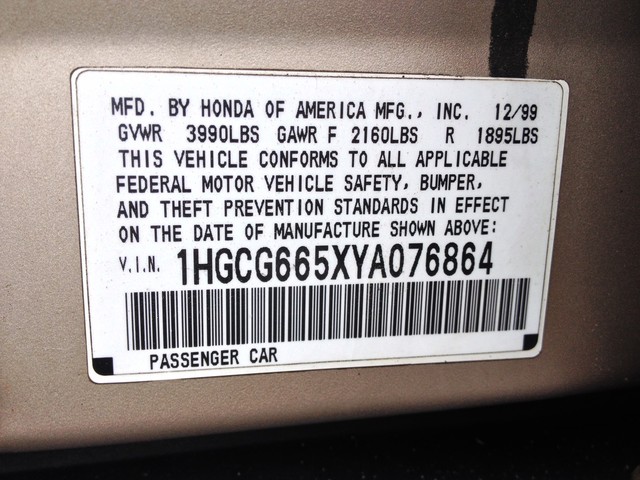 MFD. BY HONDA OF AMERICA MFG., INC. 12/99
GVWR 3990LBS GAWR F 2160LBS R 1895LBS
THIS VEHICLE CONFORMS TO ALL APPLICABLE
FEDERAL MOTOR VEHICLE SAFETY, BUMPER,
AND THEFT PREVENTION STANDARDS IN EFFECT
ON THE DATE OF MANUFACTURE SHOWN ABOVE:
V.I.N. 1HGCG665XYA076864
PASSENGER CAR